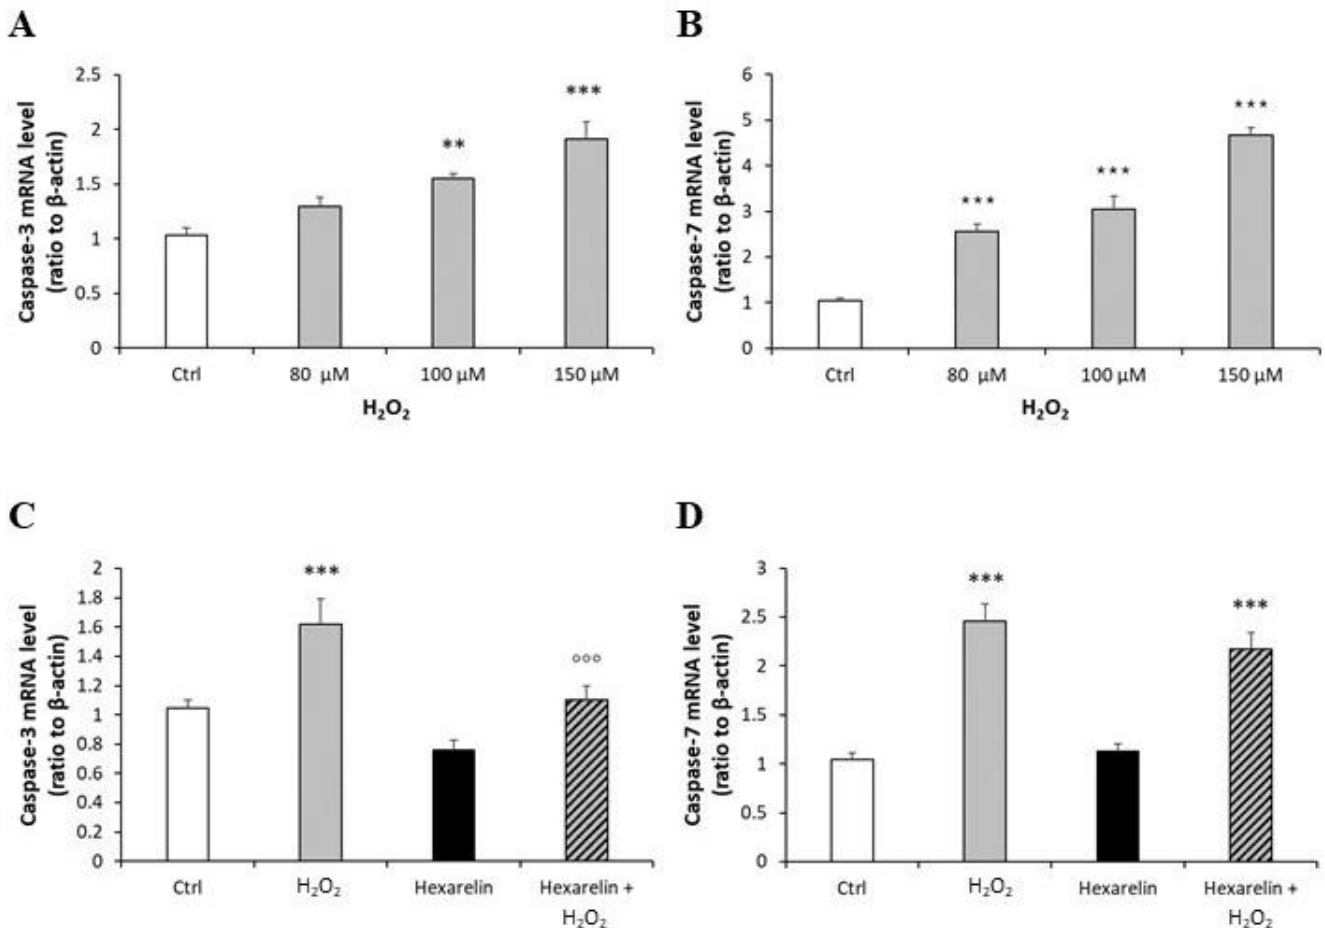 A
Caspase-3 mRNA level
(ratio to β-actin)
2.5
2
1.5
1
0.5
0
**
***
Ctrl
80 μM
100 μM
150 μM
H₂O₂
B
Caspase-7 mRNA level
(ratio to β-actin)
6
5
4
3
2
1
0
***
***
***
Ctrl
80 μM
100 μM
150 μM
H₂O₂
C
Caspase-3 mRNA level
(ratio to β-actin)
2
1.8
1.6
1.4
1.2
1
0.8
0.6
0.4
0.2
0
***
°°°
Ctrl
H₂O₂
Hexarelin
Hexarelin +
H₂O₂
D
Caspase-7 mRNA level
(ratio to β-actin)
3
2.5
2
1.5
1
0.5
0
***
***
Ctrl
H₂O₂
Hexarelin
Hexarelin +
H₂O₂